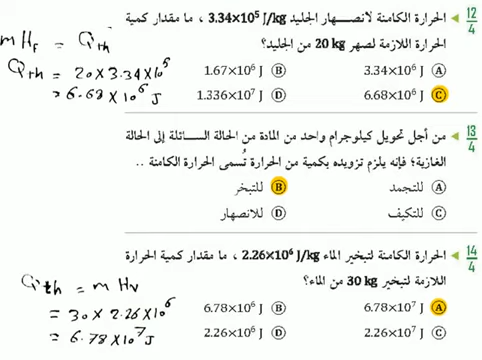 12/4 ◄ الحرارة الكامنة لانصهار الجليد 3.34×10⁵ J/kg ، ما مقدار كمية
الحرارة اللازمة لصهر 20 kg من الجليد؟
Ⓐ 3.34×10⁶ J Ⓑ 1.67×10⁶ J
Ⓒ 6.68×10⁶ J Ⓓ 1.336×10⁷ J
m H_f = Q_th
Q_th = 20 × 3.34 × 10⁵
= 6.68 × 10⁶ J
13/4 ◄ من أجل تحويل كيلوجرام واحد من المادة من الحالة السائلة إلى الحالة
الغازية؛ فإنه يلزم تزويده بكمية من الحرارة تُسمى الحرارة الكامنة ..
Ⓐ للتجمد Ⓑ للتبخر
Ⓒ للتكيف Ⓓ للانصهار
14/4 ◄ الحرارة الكامنة لتبخير الماء 2.26×10⁶ J/kg ، ما مقدار كمية الحرارة
اللازمة لتبخير 30 kg من الماء؟
Ⓐ 6.78×10⁷ J Ⓑ 6.78×10⁶ J
Ⓒ 2.26×10⁷ J Ⓓ 2.26×10⁶ J
Q_th = m H_v
= 30 × 2.26 × 10⁶
= 6.78 × 10⁷ J